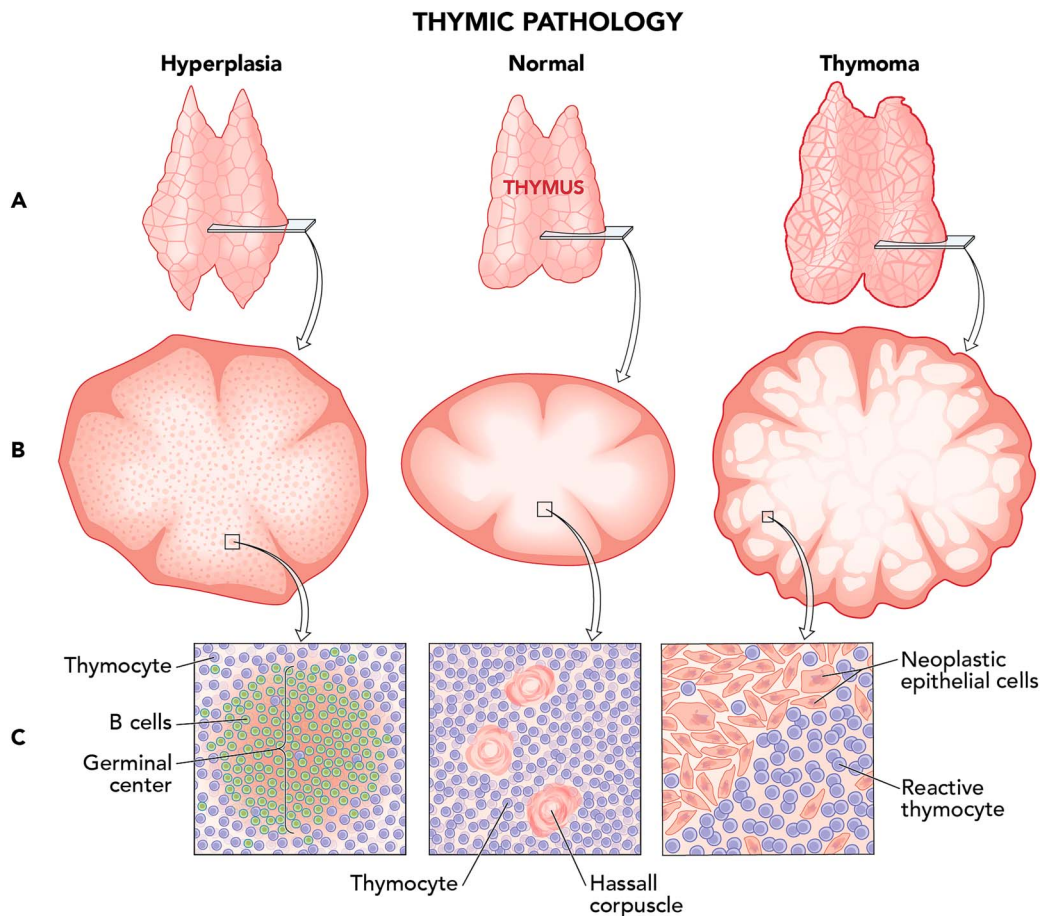 THYMIC PATHOLOGY
Hyperplasia
Normal
Thymoma
A
THYMUS
B
C
Thymocyte
B cells
Germinal
center
Thymocyte
Hassall
corpuscle
Neoplastic
epithelial cells
Reactive
thymocyte